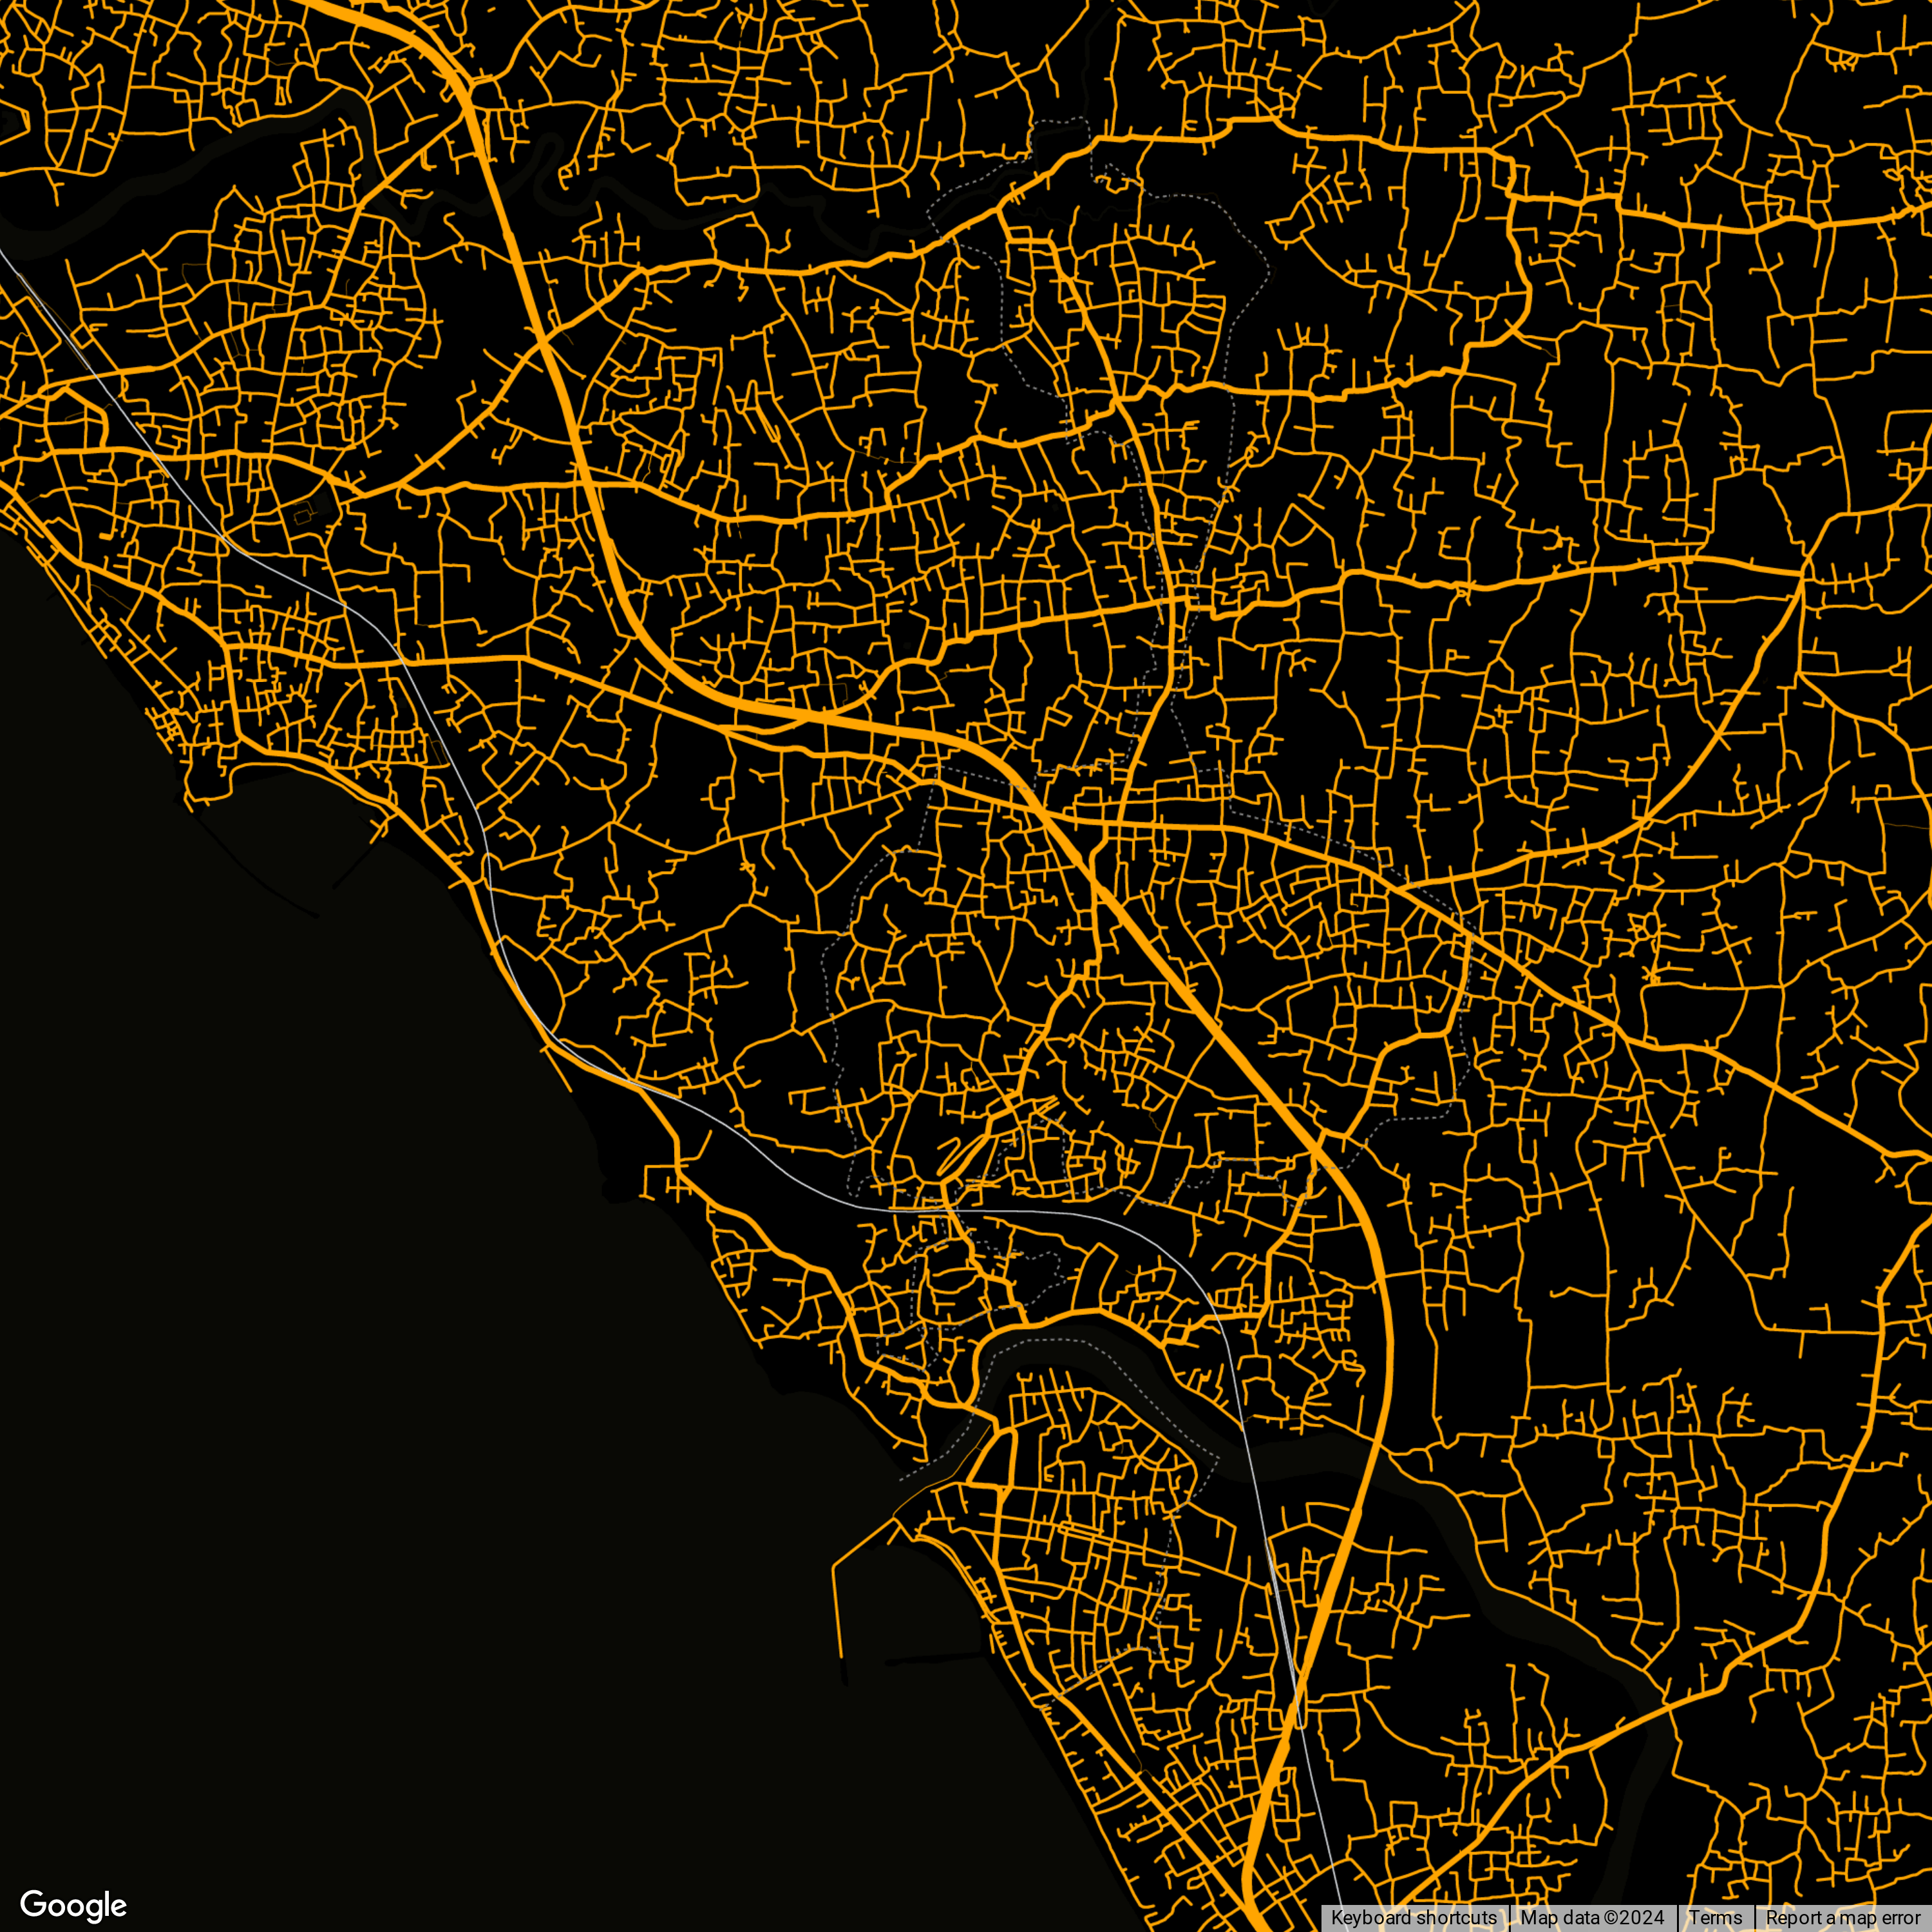 Google
Keyboard shortcuts
Map data ©2024
Terms
Report a map error